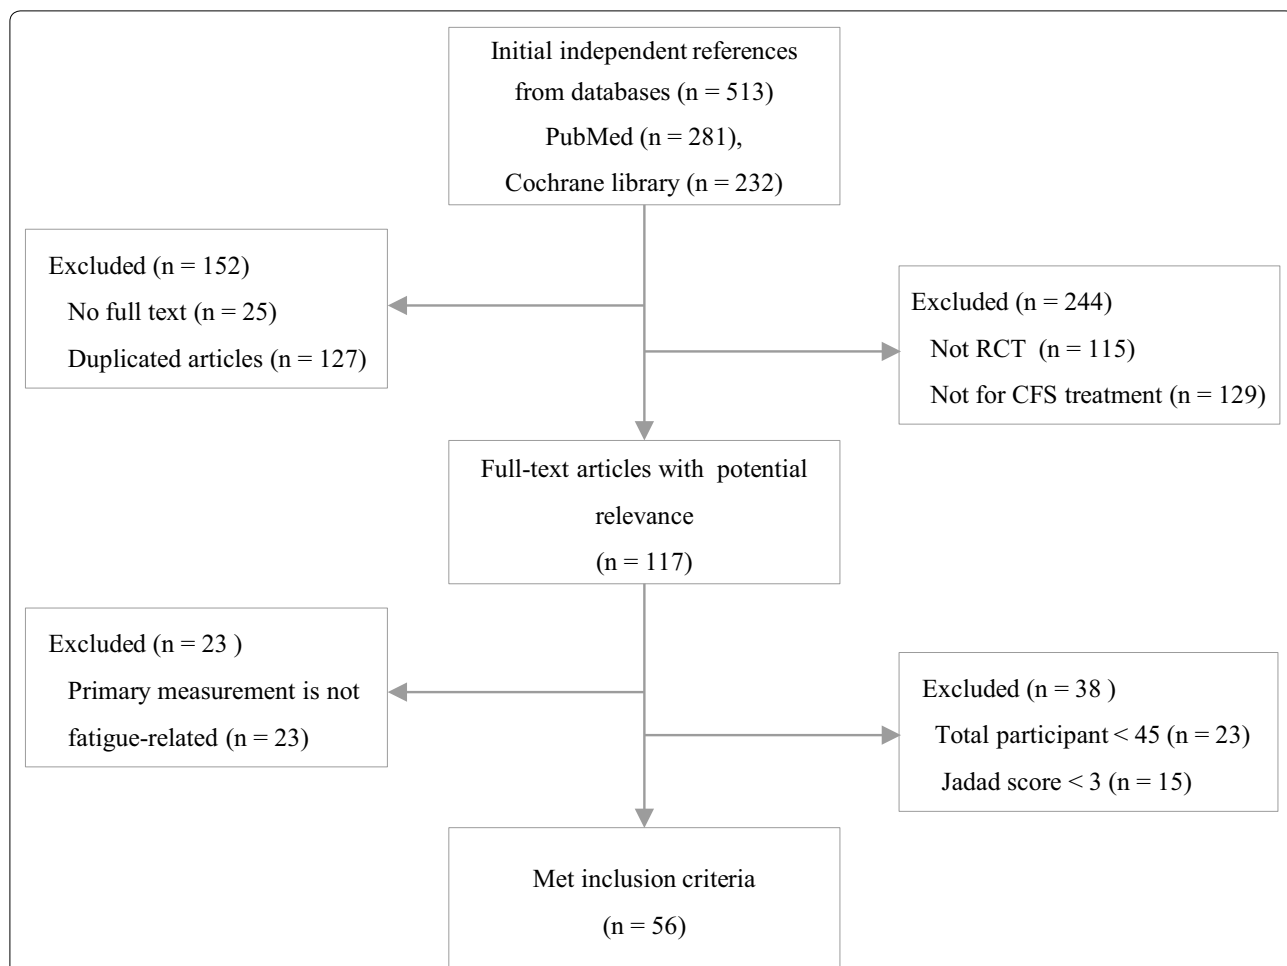 Initial independent references
from databases (n = 513)
PubMed (n = 281),
Cochrane library (n = 232)
Excluded (n = 152)
No full text (n = 25)
Duplicated articles (n = 127)
Excluded (n = 244)
Not RCT (n = 115)
Not for CFS treatment (n = 129)
Full-text articles with potential
relevance
(n = 117)
Excluded (n = 23 )
Primary measurement is not
fatigue-related (n = 23)
Excluded (n = 38 )
Total participant < 45 (n = 23)
Jadad score < 3 (n = 15)
Met inclusion criteria
(n = 56)